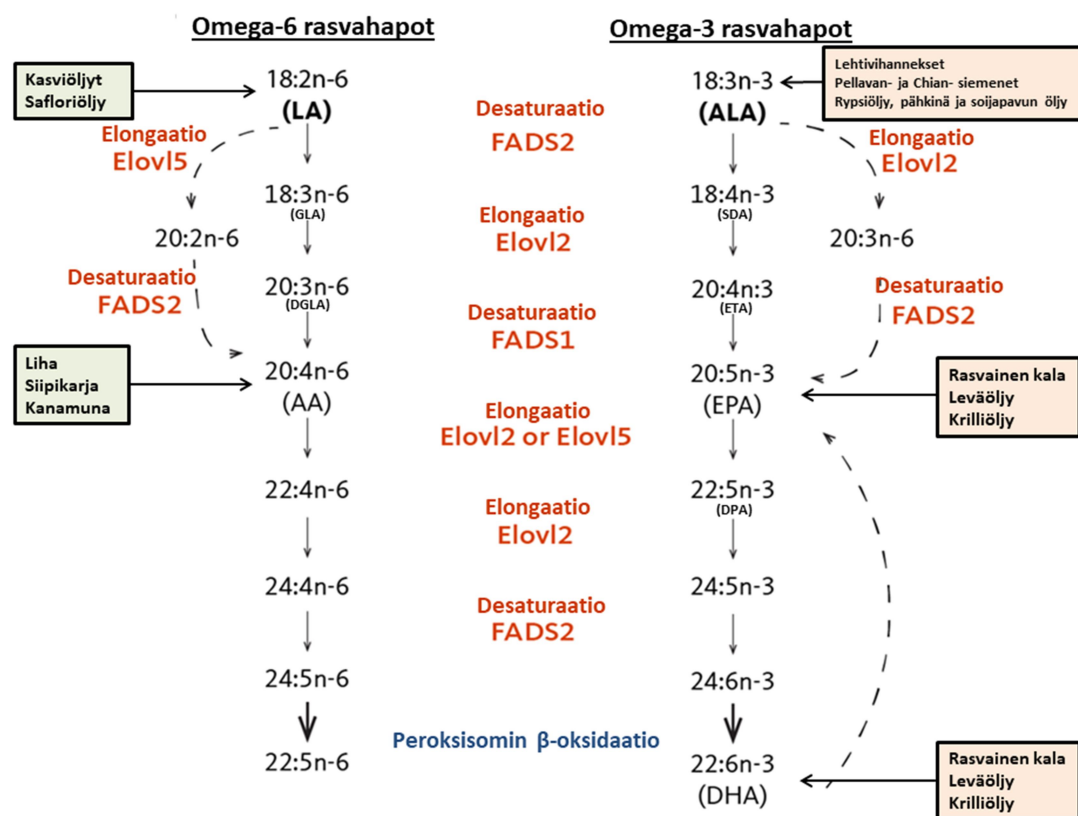 Omega-6 rasvahapot
Omega-3 rasvahapot
Kasviöljyt
Safloriöljy
18:2n-6
(LA)
Desaturaatio
FADS2
18:3n-3
(ALA)
Lehtivihannekset
Pellavan- ja Chian- siemenet
Rypsiöljy, pähkinä ja soijapavun öljy
Elongaatio
Elovl5
Elongaatio
Elovl2
18:3n-6
(GLA)
Elongaatio
Elovl2
18:4n-3
(SDA)
20:2n-6
20:3n-6
Desaturaatio
FADS2
20:3n-6
(DGLA)
Desaturaatio
FADS1
20:4n:3
(ETA)
Desaturaatio
FADS2
Liha
Siipikarja
Kanamuna
20:4n-6
(AA)
Elongaatio
Elovl2 or Elovl5
20:5n-3
(EPA)
Rasvainen kala
Leväöljy
Krilliöljy
22:4n-6
Elongaatio
Elovl2
22:5n-3
(DPA)
24:4n-6
Desaturaatio
FADS2
24:5n-3
24:5n-6
24:6n-3
Peroksisomin β-oksidaatio
22:5n-6
22:6n-3
(DHA)
Rasvainen kala
Leväöljy
Krilliöljy